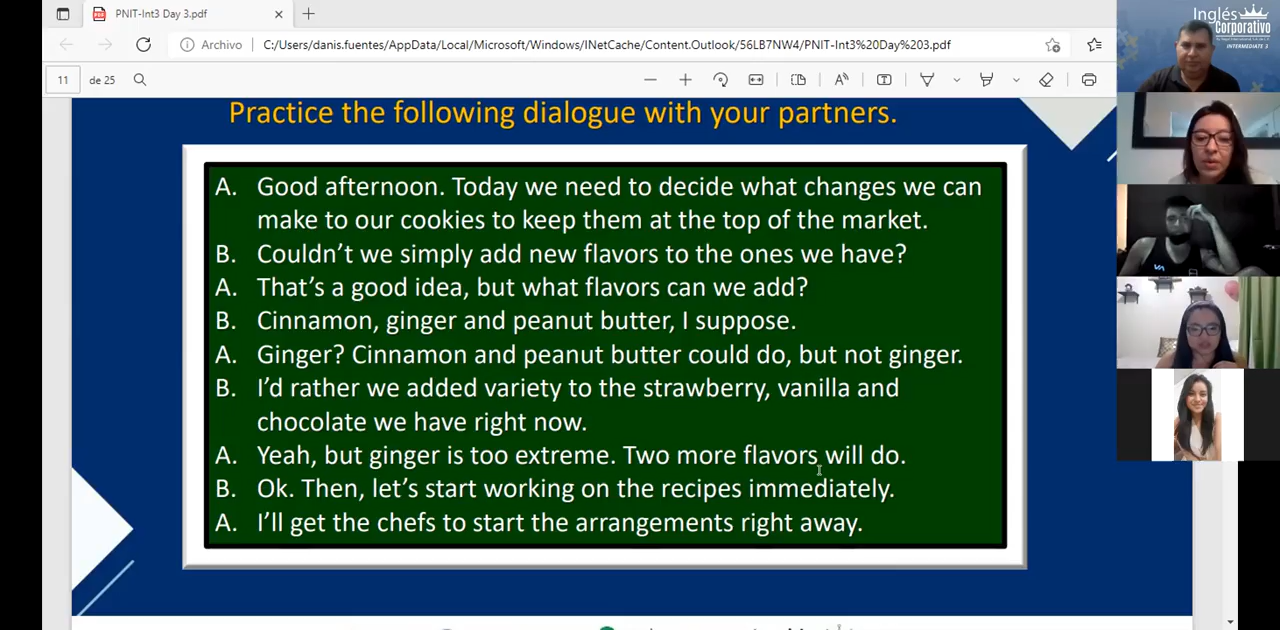 PNIT-Int3 Day 3.pdf
Archivo C:/Users/danis.fuentes/AppData/Local/Microsoft/Windows/INetCache/Content.Outlook/56LB7NW4/PNIT-Int3%20Day%203.pdf
11 de 25
Inglés
Corporativo
INTERMEDIATE 3
Practice the following dialogue with your partners.
A. Good afternoon. Today we need to decide what changes we can
make to our cookies to keep them at the top of the market.
B. Couldn't we simply add new flavors to the ones we have?
A. That's a good idea, but what flavors can we add?
B. Cinnamon, ginger and peanut butter, I suppose.
A. Ginger? Cinnamon and peanut butter could do, but not ginger.
B. I'd rather we added variety to the strawberry, vanilla and
chocolate we have right now.
A. Yeah, but ginger is too extreme. Two more flavors will do.
B. Ok. Then, let's start working on the recipes immediately.
A. I'll get the chefs to start the arrangements right away.